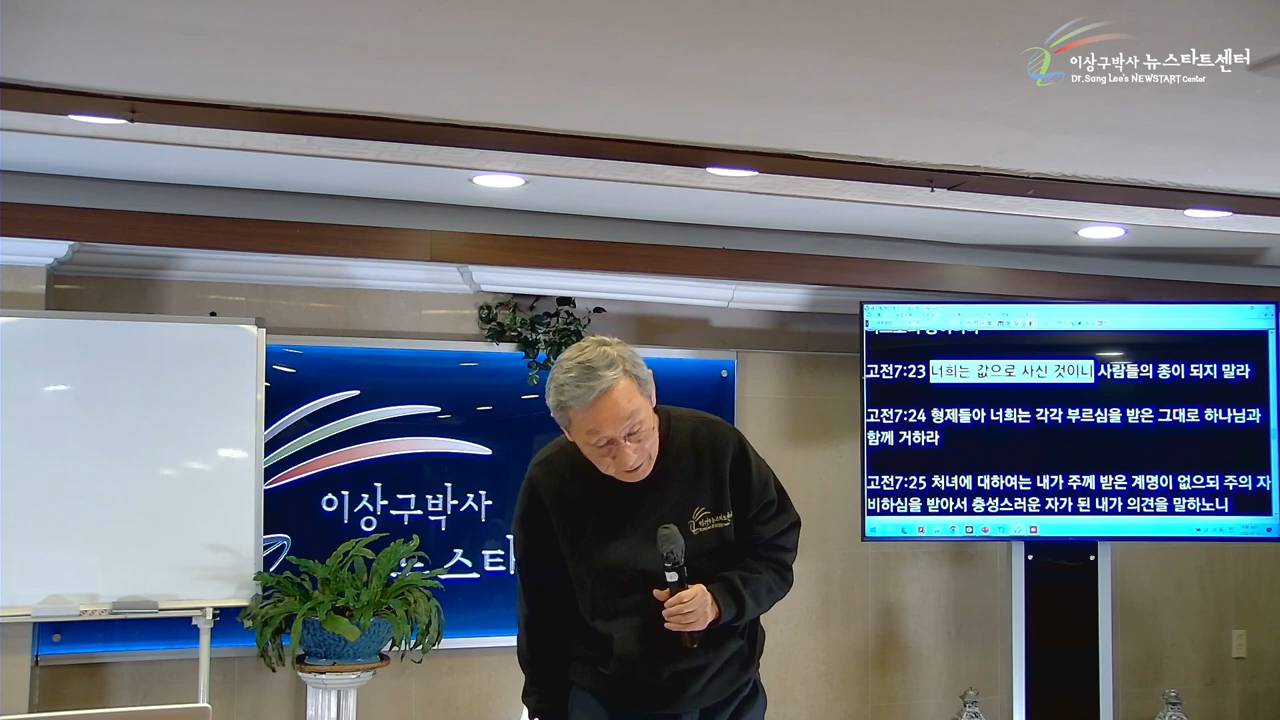 이상구박사 뉴스타트센터
Dr. Sang Lee's NEWSTART Center
이상구박사
뉴스타
고전7:23 너희는 값으로 사신 것이니 사람들의 종이 되지 말라
고전7:24 형제들아 너희는 각각 부르심을 받은 그대로 하나님과
함께 거하라
고전7:25 처녀에 대하여는 내가 주께 받은 계명이 없으되 주의 자
비하심을 받아서 충성스러운 자가 된 내가 의견을 말하노니